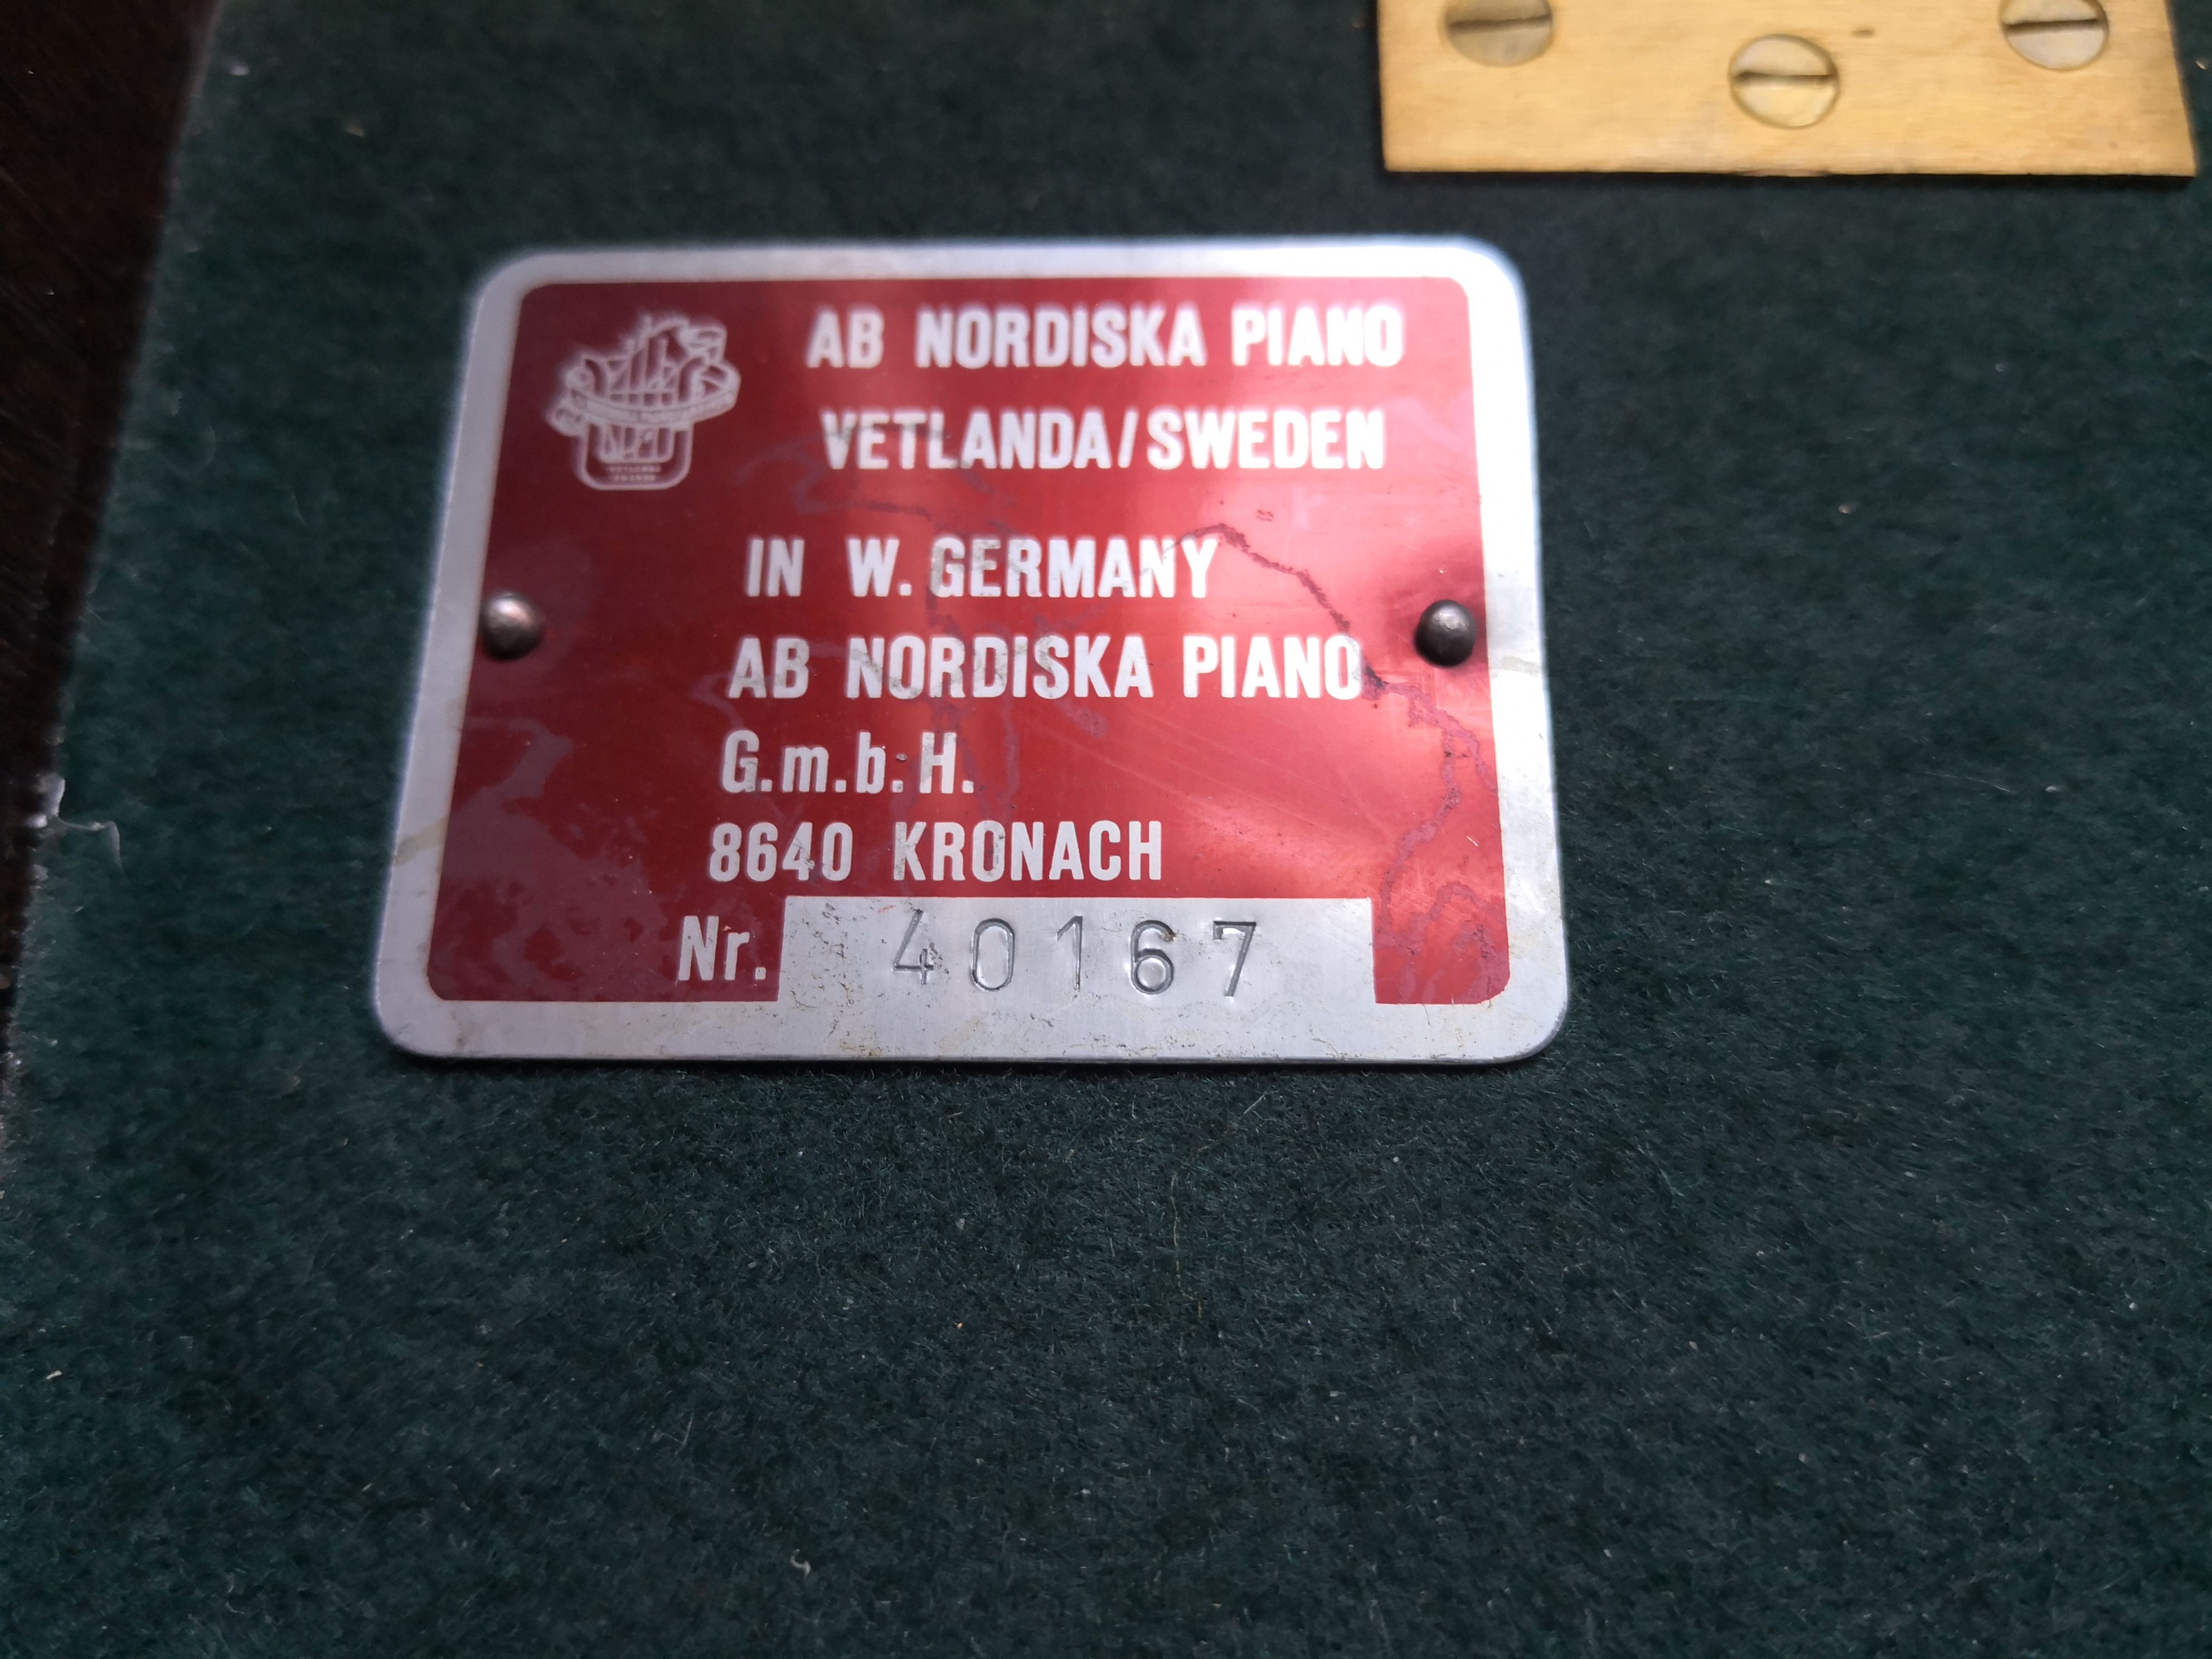 AB NORDISKA PIANO
VETLANDA/SWEDEN
IN W. GERMANY
AB NORDISKA PIANO
G.m.b.H.
8640 KRONACH
Nr. 40167